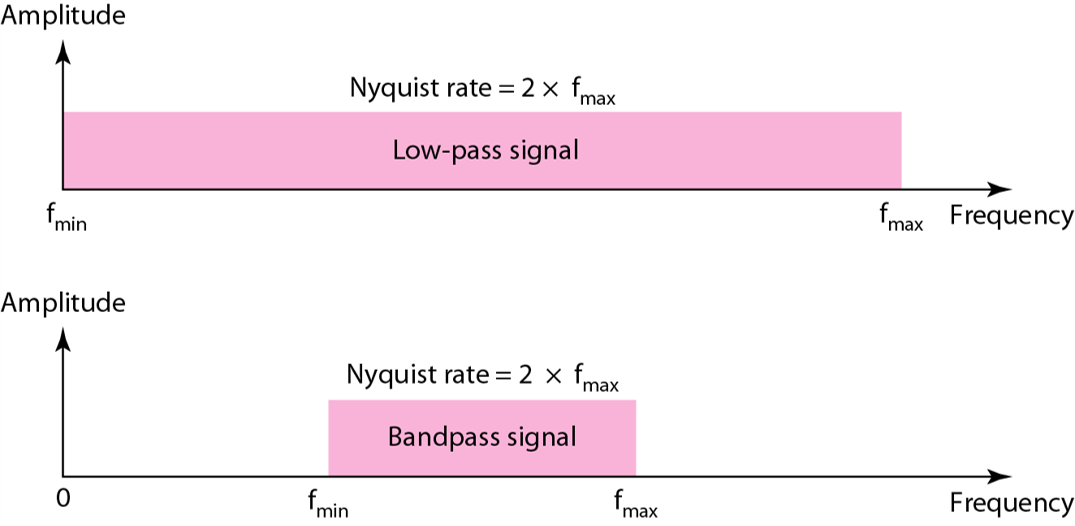 Amplitude
Nyquist rate = 2 × fmax
Low-pass signal
fmin
fmax
Frequency
Amplitude
Nyquist rate = 2 × fmax
Bandpass signal
0
fmin
fmax
Frequency